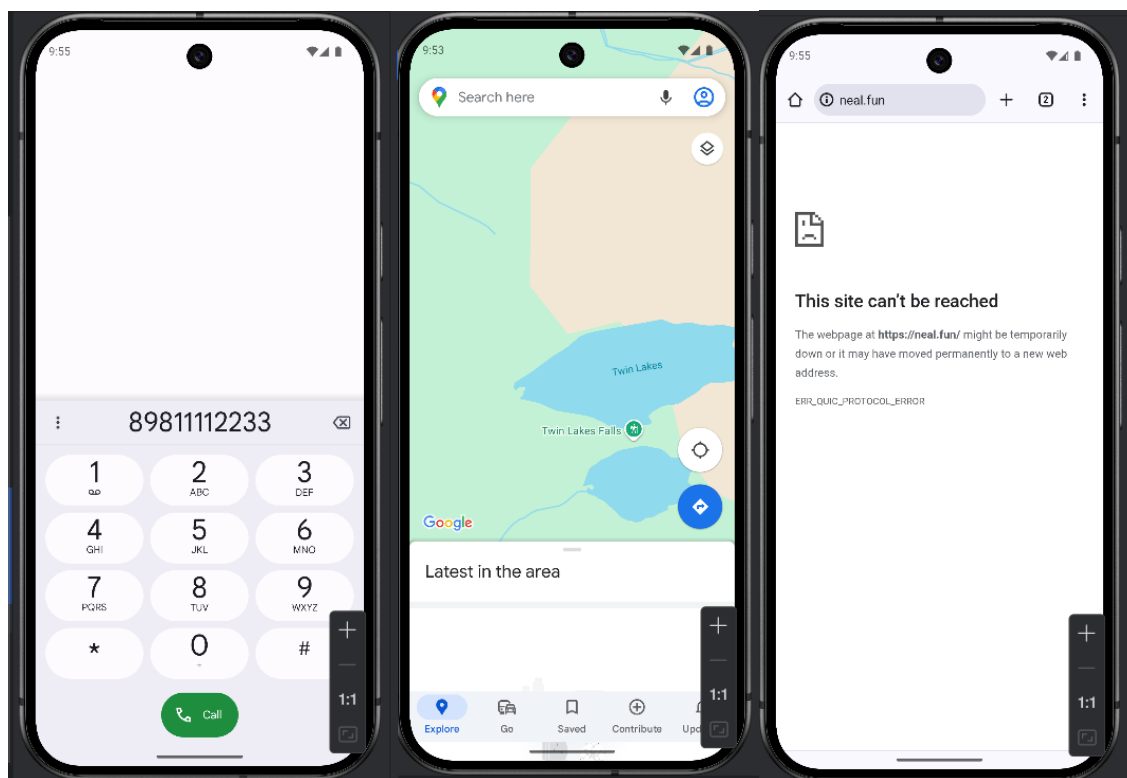 9:55
89811112233
1
2
ABC
3
DEF
4
GHI
5
JKL
6
MNO
7
PQRS
8
TUV
9
WXYZ
*
0
#
Call
1:1
9:53
Search here
Twin Lakes
Twin Lakes Falls
Google
Latest in the area
Explore
Go
Saved
Contribute
1:1
9:55
neal.fun
2
This site can't be reached
The webpage at https://neal.fun/ might be temporarily
down or it may have moved permanently to a new web
address.
ERR_QUIC_PROTOCOL_ERROR
1:1